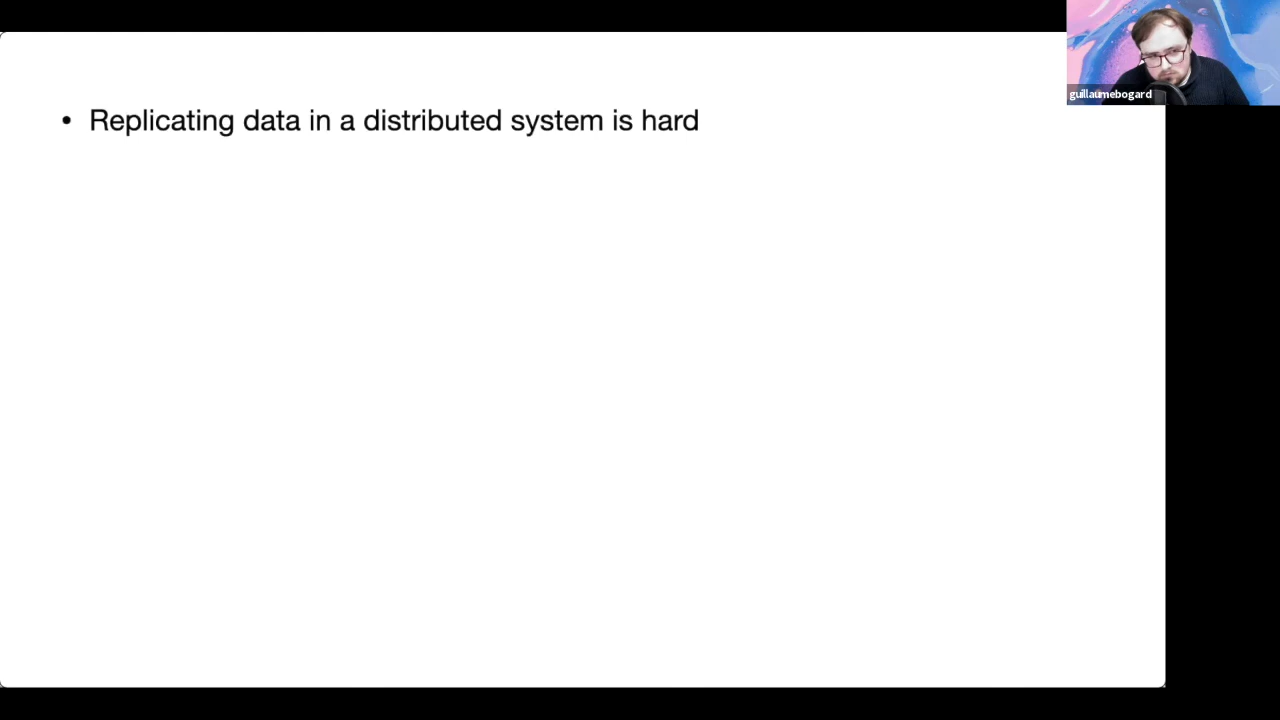 • Replicating data in a distributed system is hard
guillaumebogard